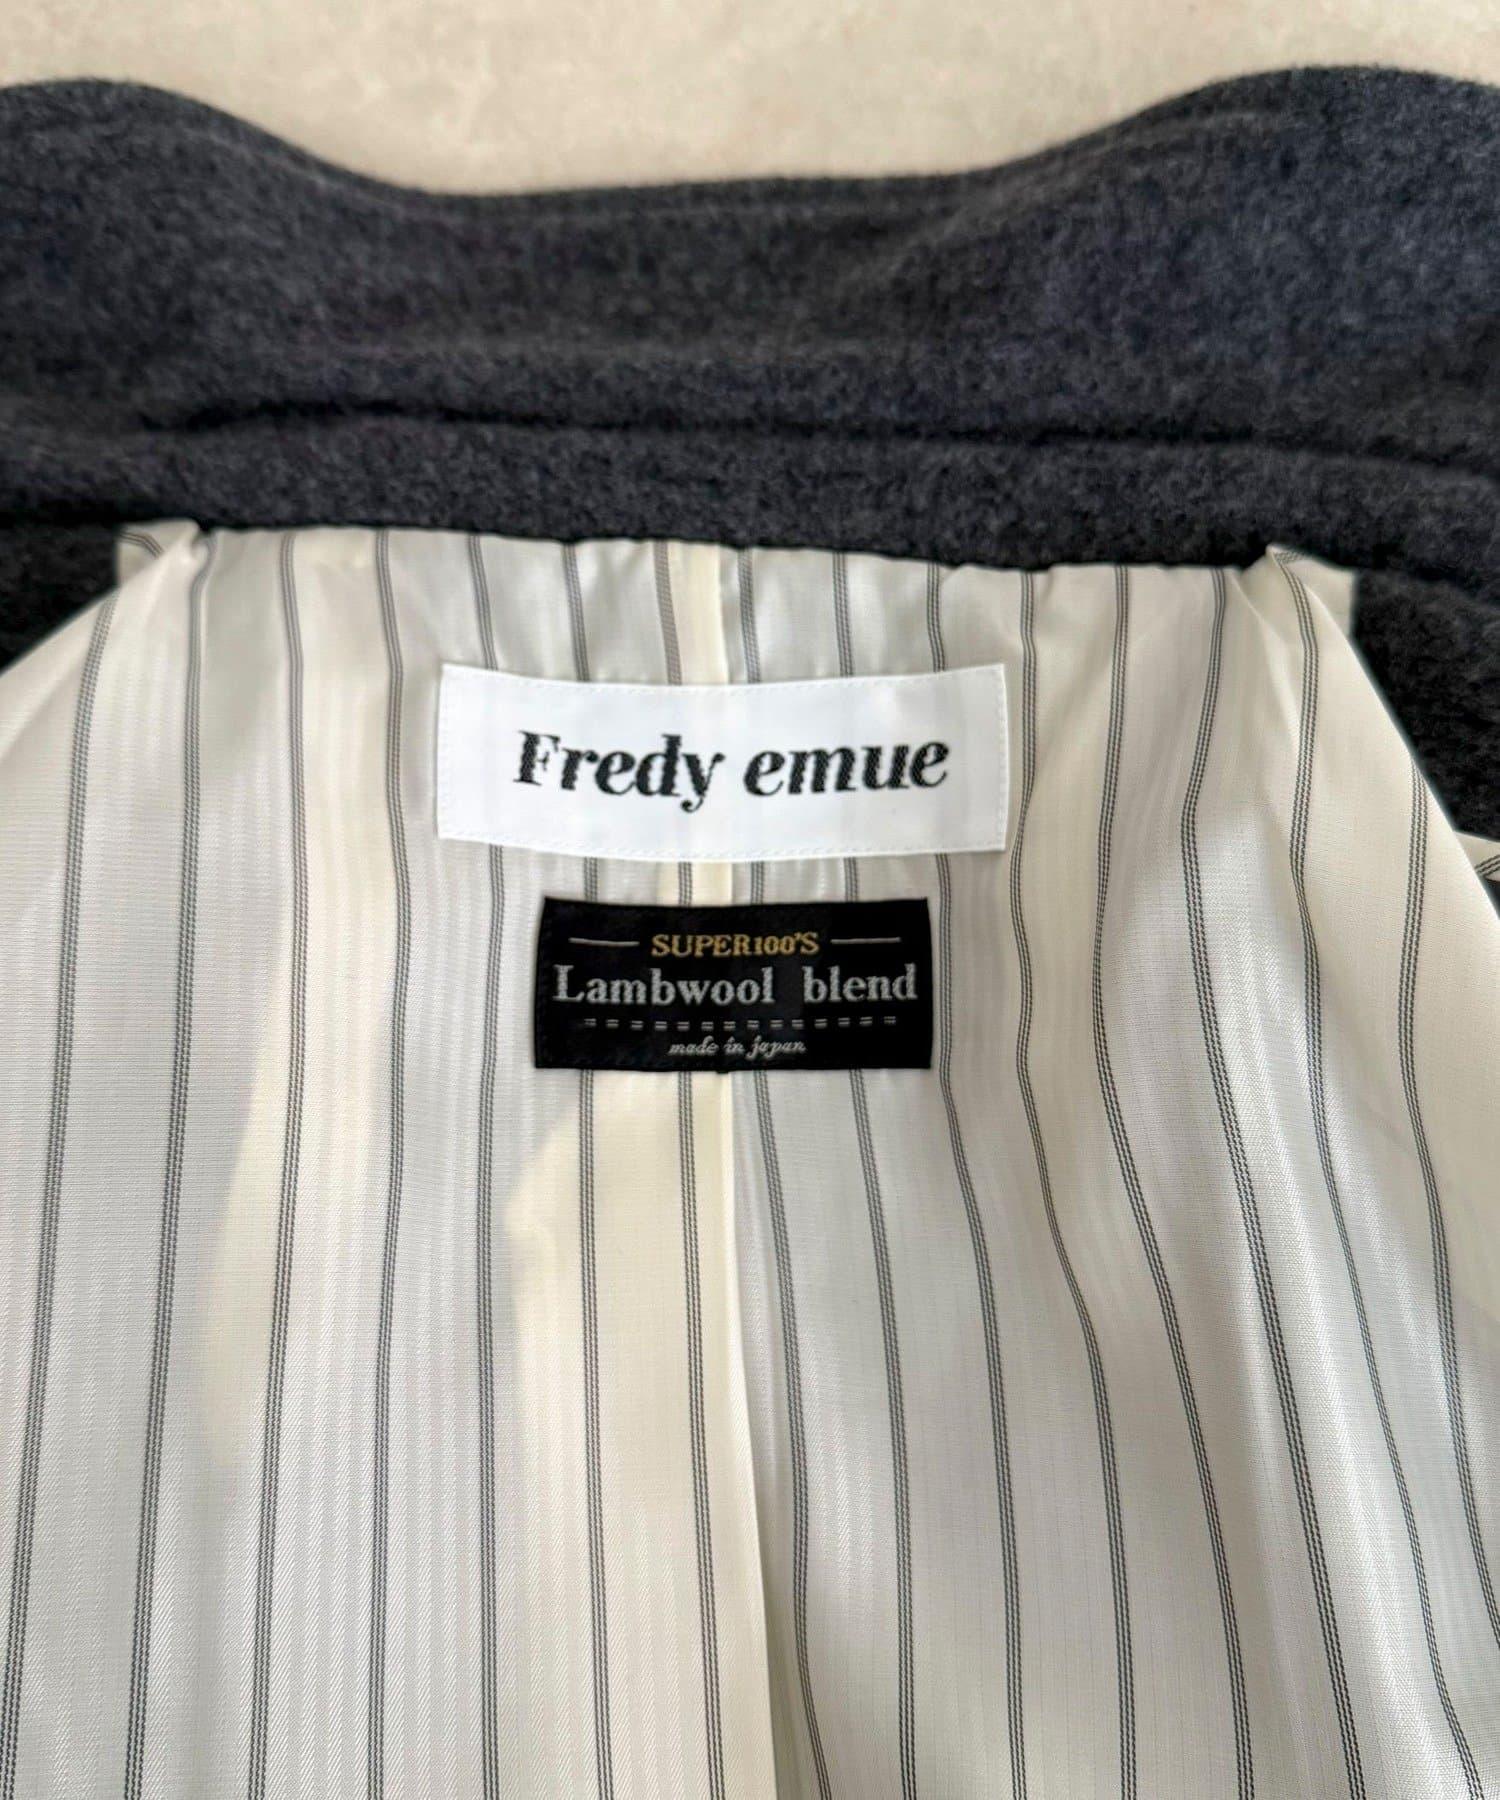 Fredy emue
SUPER100'S
Lambwool blend
made in japan